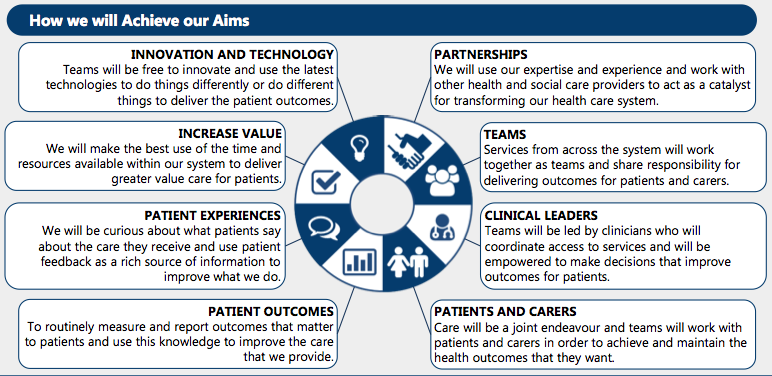 How we will Achieve our Aims
INNOVATION AND TECHNOLOGY
Teams will be free to innovate and use the latest
technologies to do things differently or do different
things to deliver the patient outcomes.
PARTNERSHIPS
We will use our expertise and experience and work with
other health and social care providers to act as a catalyst
for transforming our health care system.
INCREASE VALUE
We will make the best use of the time and
resources available within our system to deliver
greater value care for patients.
TEAMS
Services from across the system will work
together as teams and share responsibility for
delivering outcomes for patients and carers.
PATIENT EXPERIENCES
We will be curious about what patients say
about the care they receive and use patient
feedback as a rich source of information to
improve what we do.
CLINICAL LEADERS
Teams will be led by clinicians who will
coordinate access to services and will be
empowered to make decisions that improve
outcomes for patients.
PATIENT OUTCOMES
To routinely measure and report outcomes that matter
to patients and use this knowledge to improve the care
that we provide.
PATIENTS AND CARERS
Care will be a joint endeavour and teams will work with
patients and carers in order to achieve and maintain the
health outcomes that they want.